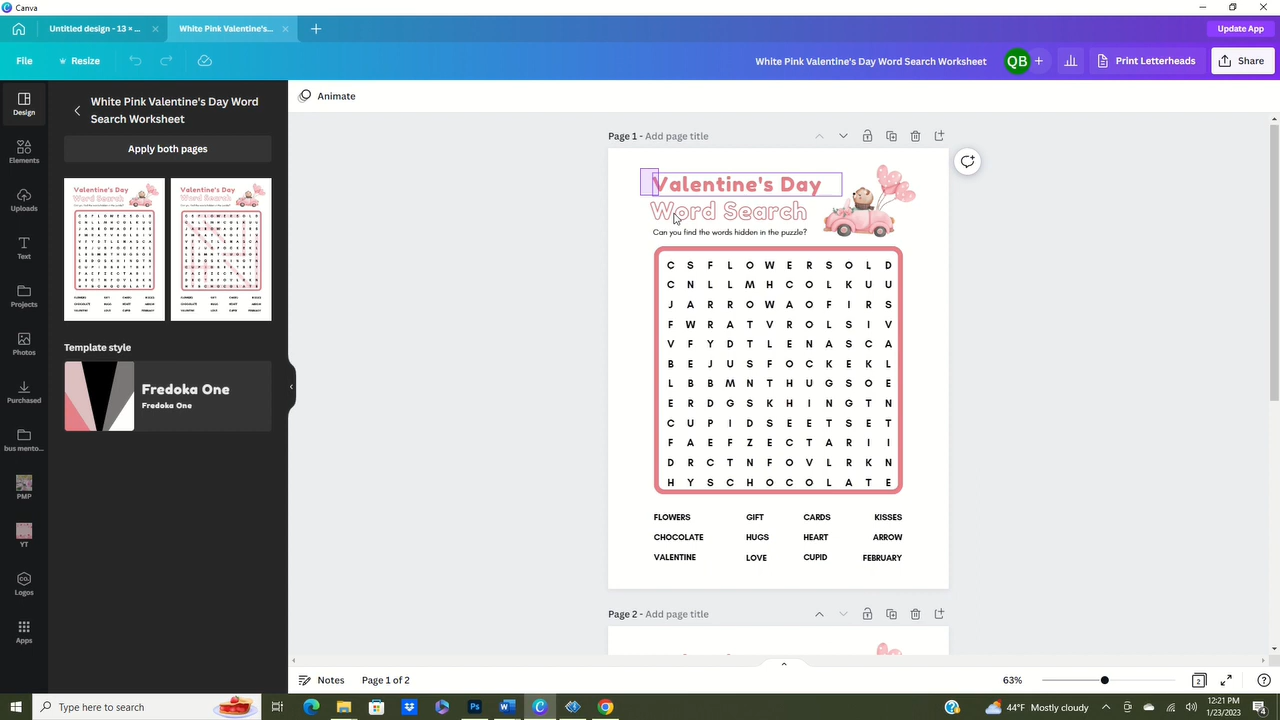 Canva
Untitled design - 13 × ...
White Pink Valentine's...
Update App
File
Resize
White Pink Valentine's Day Word Search Worksheet
QB
Print Letterheads
Share
Design
Elements
Uploads
Text
Projects
Photos
Purchased
bus mento...
PMP
YT
Logos
Apps
White Pink Valentine's Day Word
Search Worksheet
Apply both pages
Template style
Fredoka One
Fredoka One
Animate
Page 1 - Add page title
Valentine's Day
Word Search
Can you find the words hidden in the puzzle?
C S F L O W E R S O L D
C N L L M H C O L K U U
J A R R O W A O F I R S
F W R A T V R O L S I V
V F Y D T L E N A S C A
B E J U S F O C K E K L
L B B M N T H U G S O E
E R D G S K H I N G T N
C U P I D S E E T S E T
F A E F Z E C T A R I I
D R C T N F O V L R K N
H Y S C H O C O L A T E
FLOWERS GIFT CARDS KISSES
CHOCOLATE HUGS HEART ARROW
VALENTINE LOVE CUPID FEBRUARY
Page 2 - Add page title
Notes
Page 1 of 2
63%
2
Type here to search
44°F Mostly cloudy
12:21 PM
1/23/2023